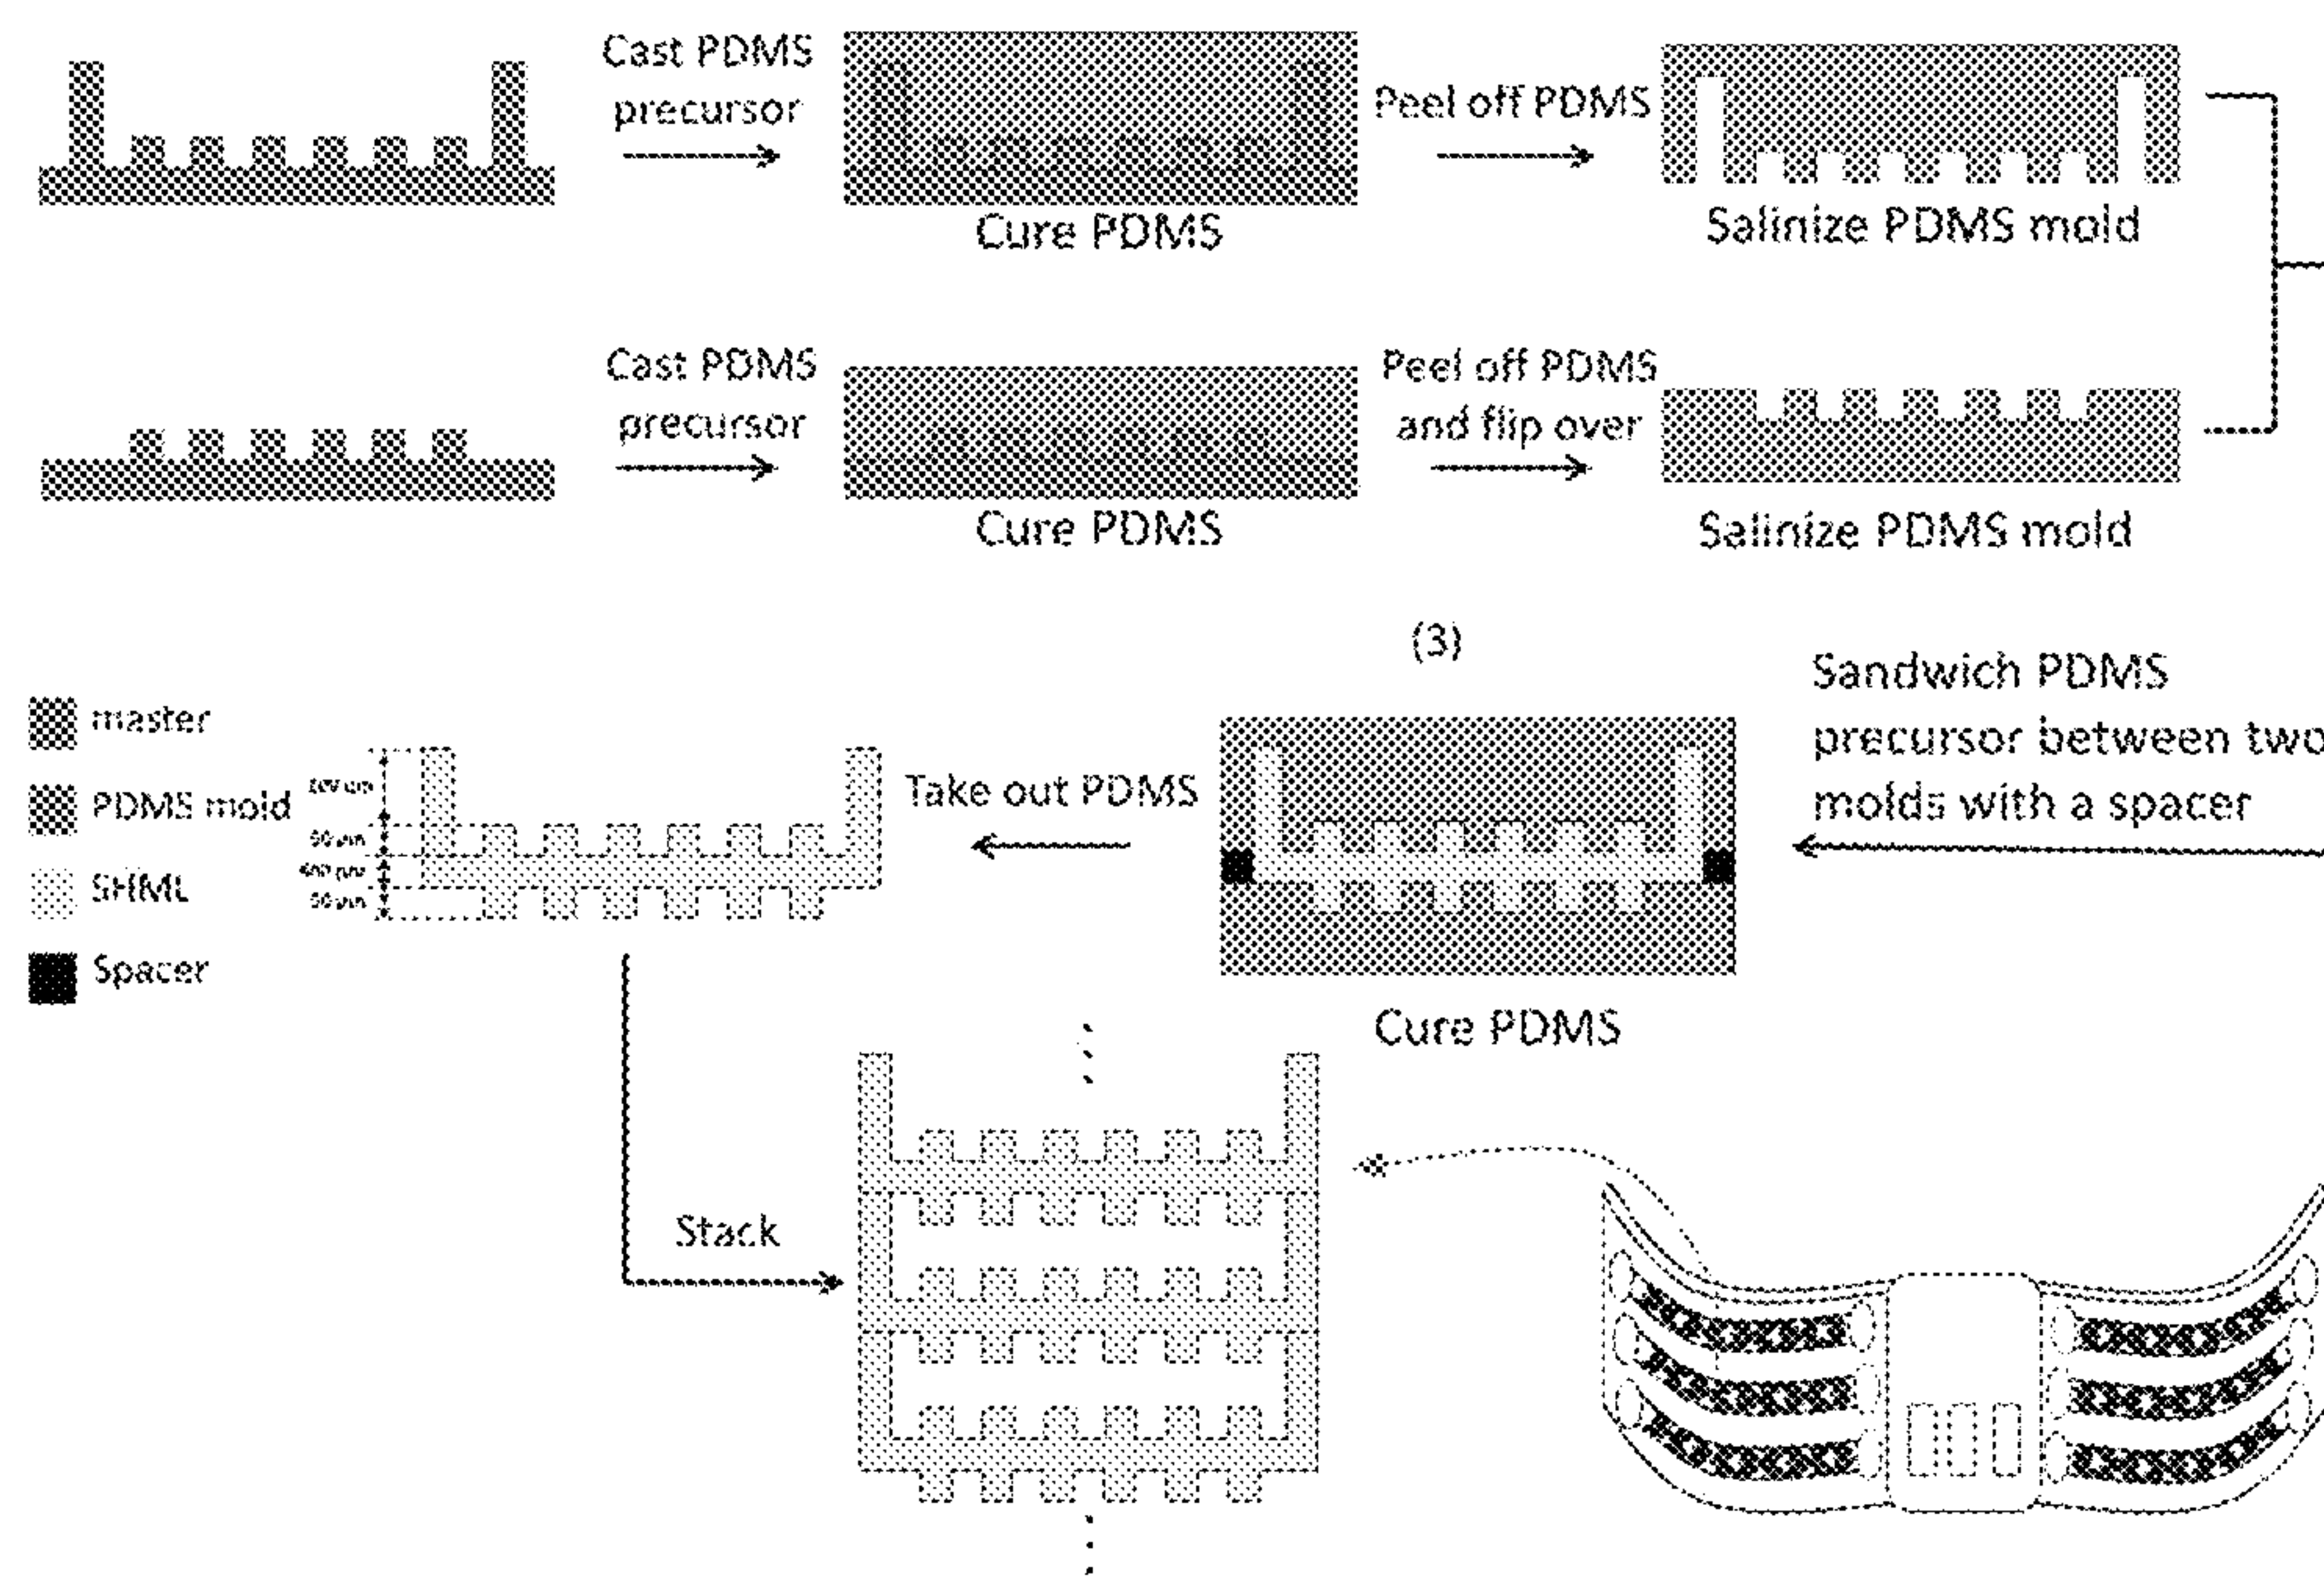 Cast PDMS
precursor
Peel off PDMS
Cure PDMS
Salinize PDMS mold
Cast PDMS
precursor
Peel off PDMS
and flip over
Cure PDMS
Salinize PDMS mold
(3)
Sandwich PDMS
precursor between two
molds with a spacer
master
PDMS mold
SHML
Spacer
50 μm
50 μm
Take out PDMS
Cure PDMS
Stack